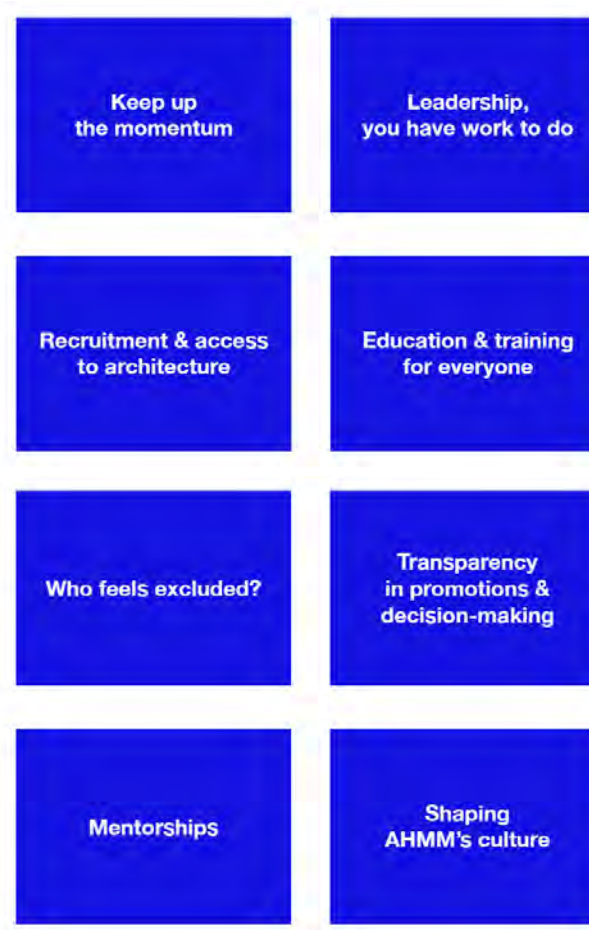 Keep up
the momentum
Leadership,
you have work to do
Recruitment & access
to architecture
Education & training
for everyone
Who feels excluded?
Transparency
in promotions &
decision-making
Mentorships
Shaping
AHMM's culture